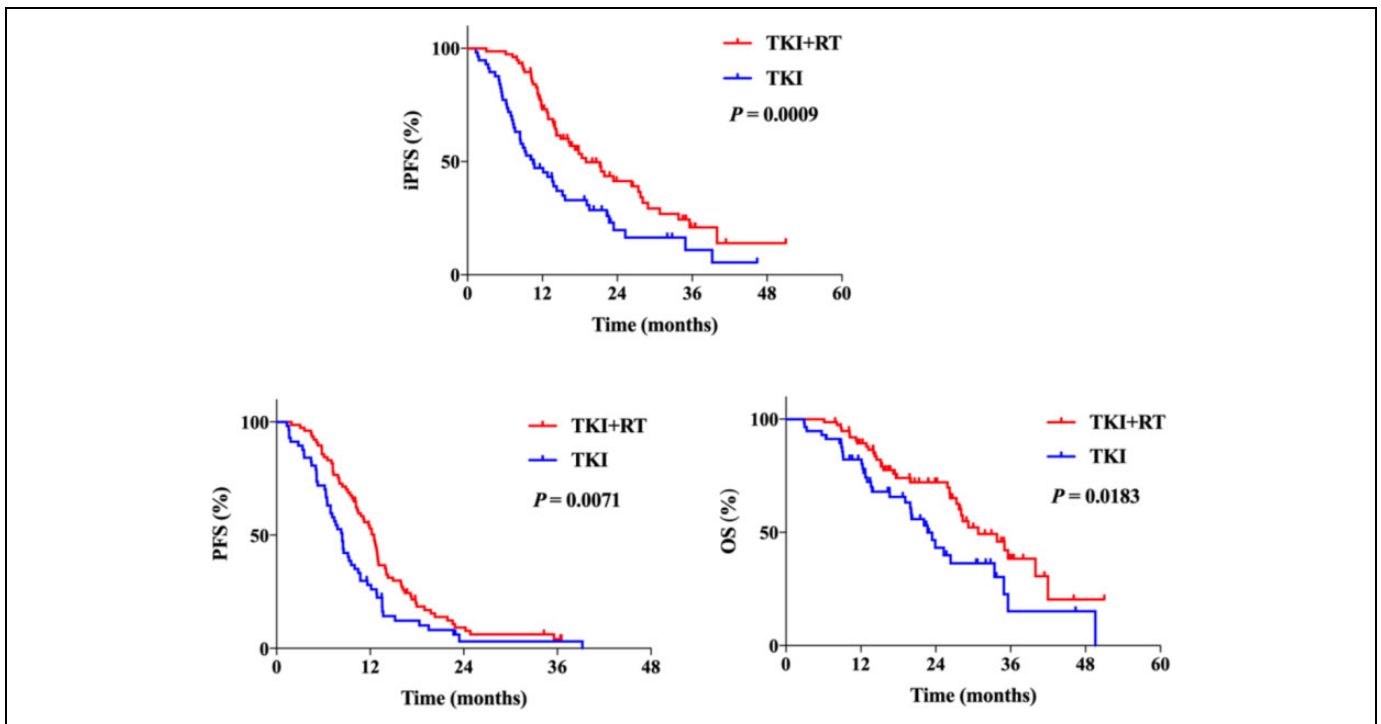 TKI+RT
TKI
P = 0.0009
iPFS (%)
100
50
0
0 12 24 36 48 60
Time (months)
TKI+RT
TKI
P = 0.0071
PFS (%)
100
50
0
0 12 24 36 48
Time (months)
TKI+RT
TKI
P = 0.0183
OS (%)
100
50
0
0 12 24 36 48 60
Time (months)